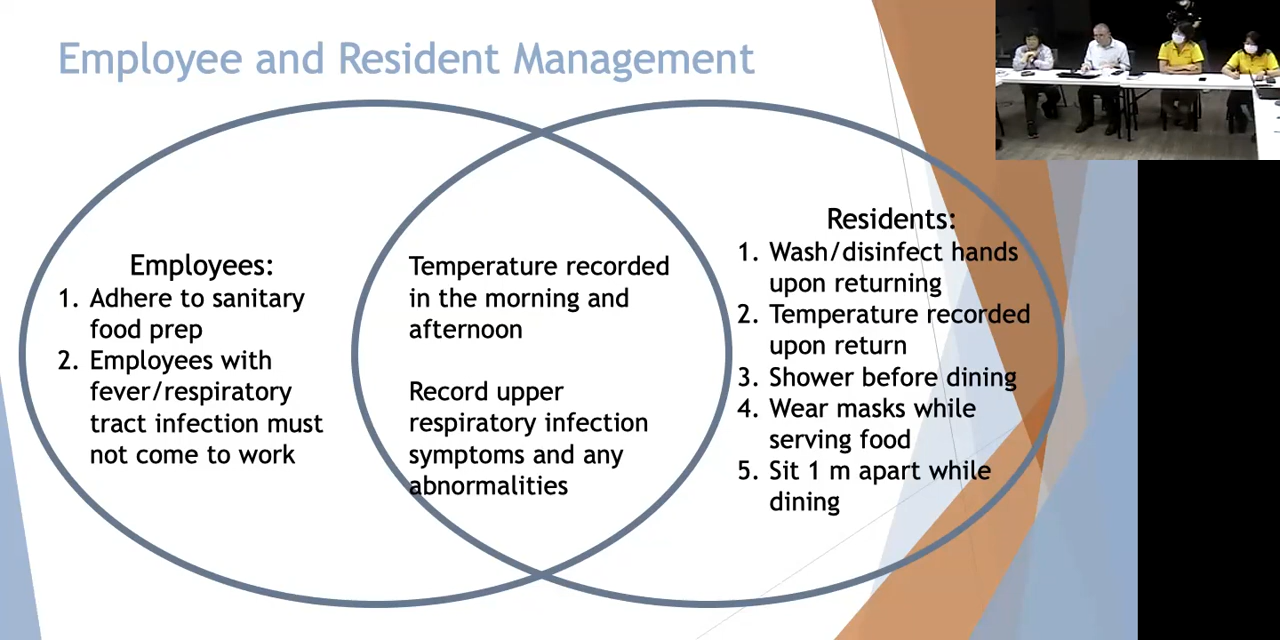 Employee and Resident Management
Employees:
1. Adhere to sanitary
food prep
2. Employees with
fever/respiratory
tract infection must
not come to work
Temperature recorded
in the morning and
afternoon
Record upper
respiratory infection
symptoms and any
abnormalities
Residents:
1. Wash/disinfect hands
upon returning
2. Temperature recorded
upon return
3. Shower before dining
4. Wear masks while
serving food
5. Sit 1 m apart while
dining